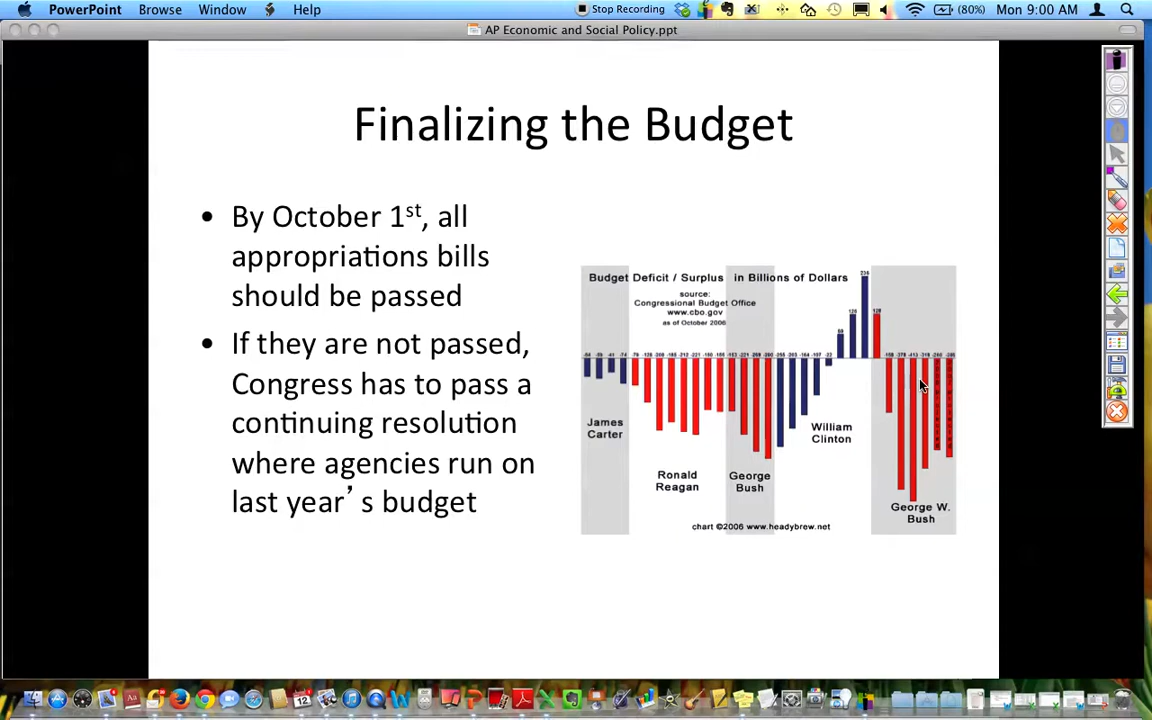 PowerPoint Browse Window Help Stop Recording (80%) Mon 9:00 AM
AP Economic and Social Policy.ppt
Finalizing the Budget
• By October 1st, all
appropriations bills
should be passed
• If they are not passed,
Congress has to pass a
continuing resolution
where agencies run on
last year's budget
Budget Deficit / Surplus in Billions of Dollars
source:
Congressional Budget Office
www.cbo.gov
as of October 2006
236
126
128
69
James
Carter
Ronald
Reagan
George
Bush
William
Clinton
George W.
Bush
chart ©2006 www.headybrew.net